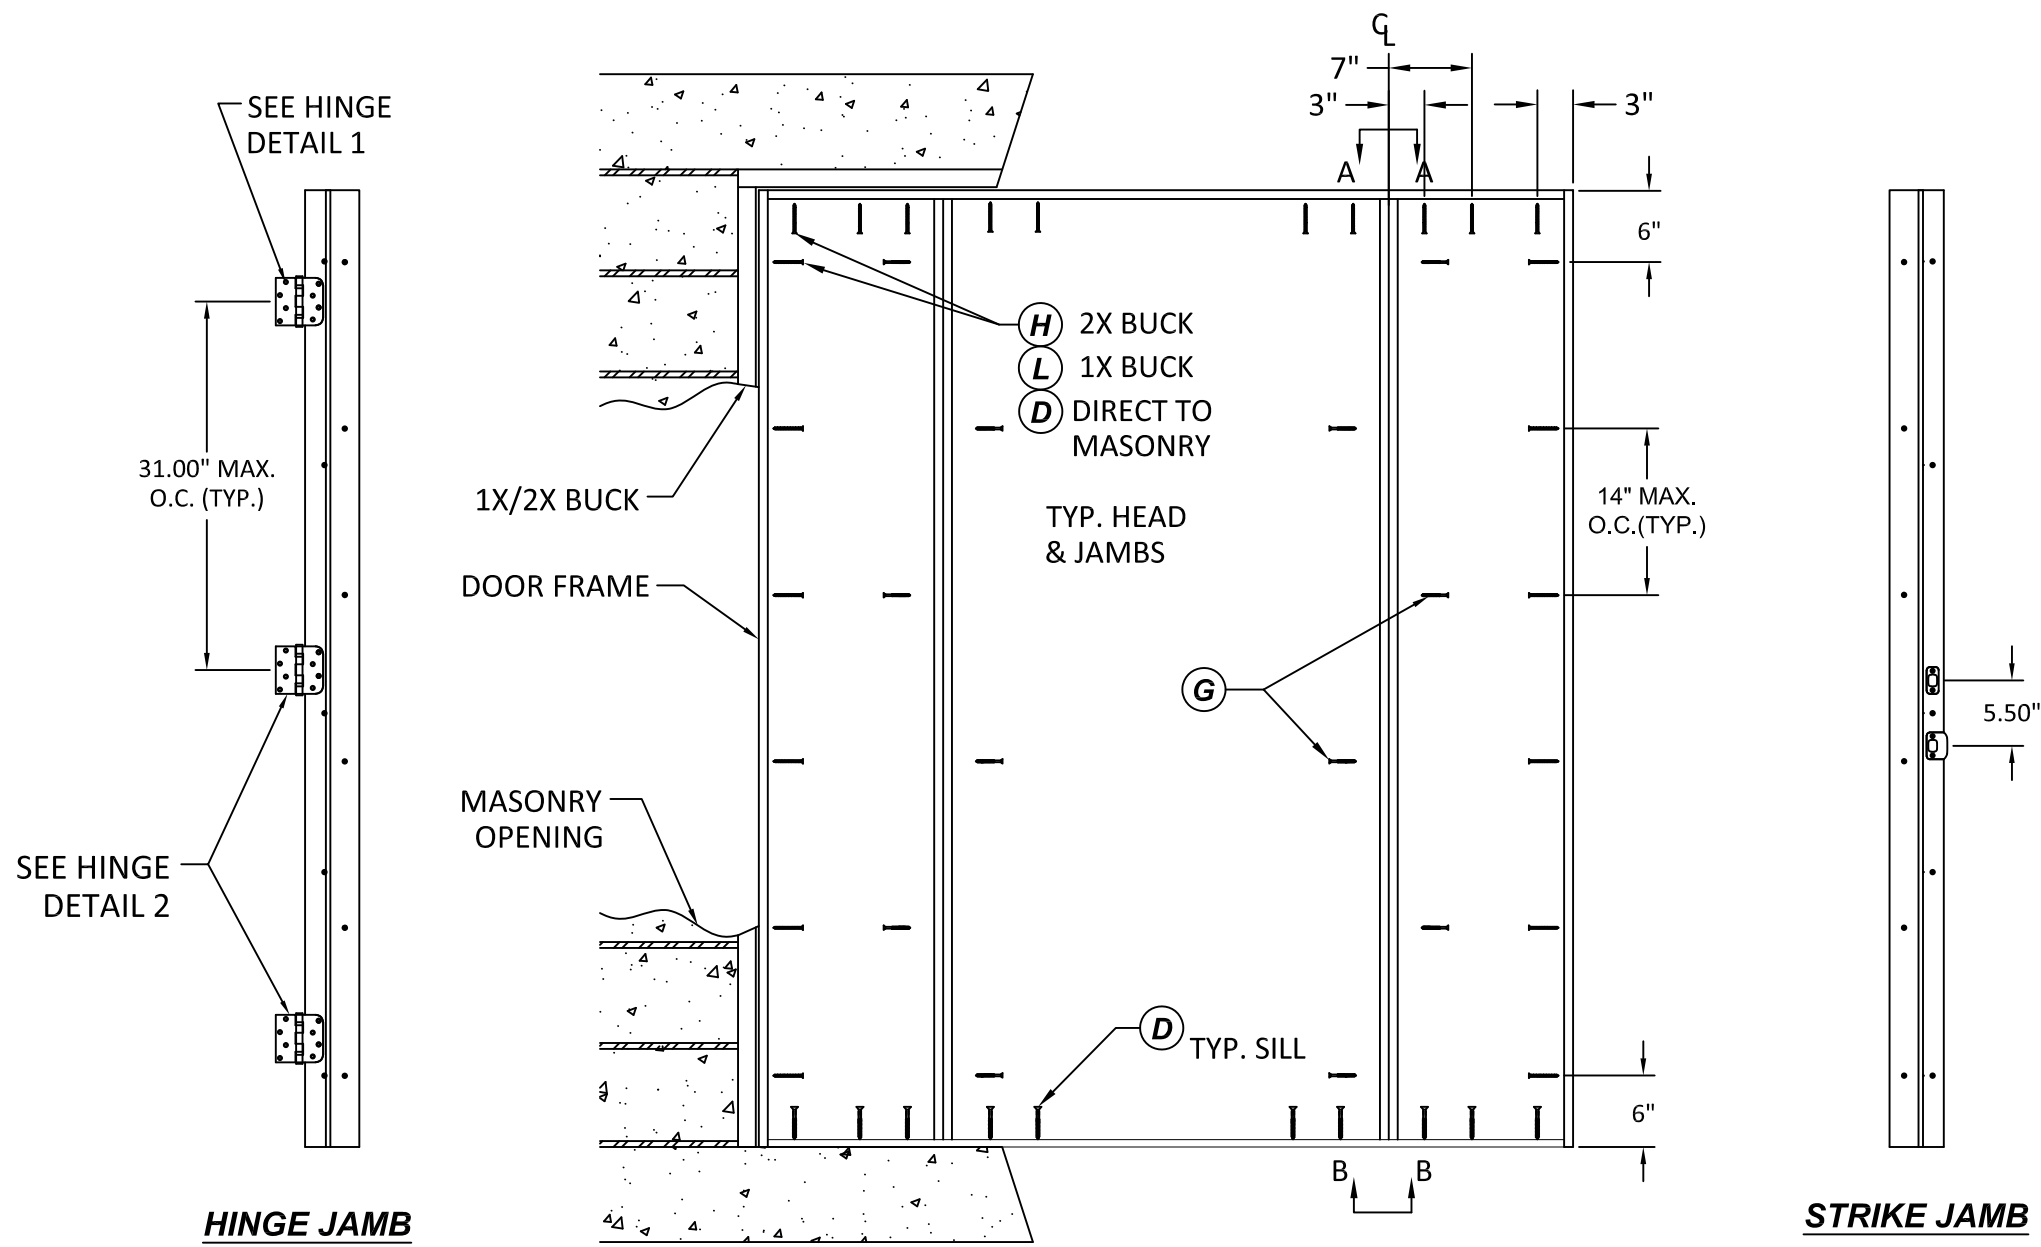 SEE HINGE
DETAIL 1
31.00" MAX.
O.C. (TYP.)
SEE HINGE
DETAIL 2
HINGE JAMB
1X/2X BUCK
DOOR FRAME
MASONRY
OPENING
H 2X BUCK
L 1X BUCK
D DIRECT TO
MASONRY
TYP. HEAD
& JAMBS
G
D TYP. SILL
CL
7"
3"
3"
A A
6"
14" MAX.
O.C.(TYP.)
6"
B B
5.50"
STRIKE JAMB